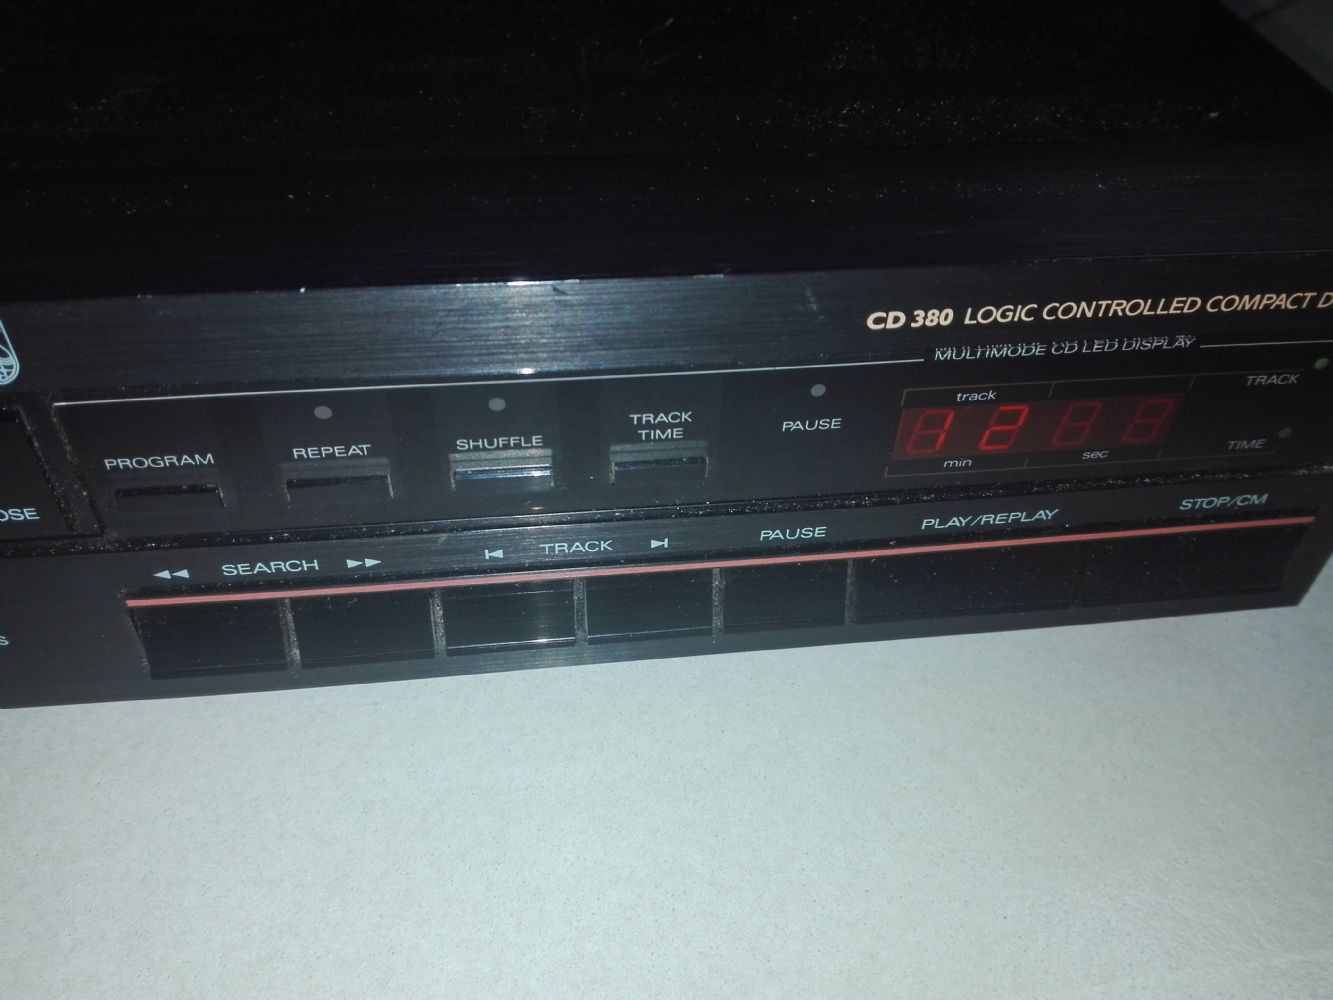 CD 380 LOGIC CONTROLLED COMPACT D
MULTIMODE CD LED DISPLAY
TRACK
track
12
min
sec
TIME
PROGRAM
REPEAT
SHUFFLE
TRACK
TIME
PAUSE
OSE
SEARCH
TRACK
PAUSE
PLAY/REPLAY
STOP/CM
S